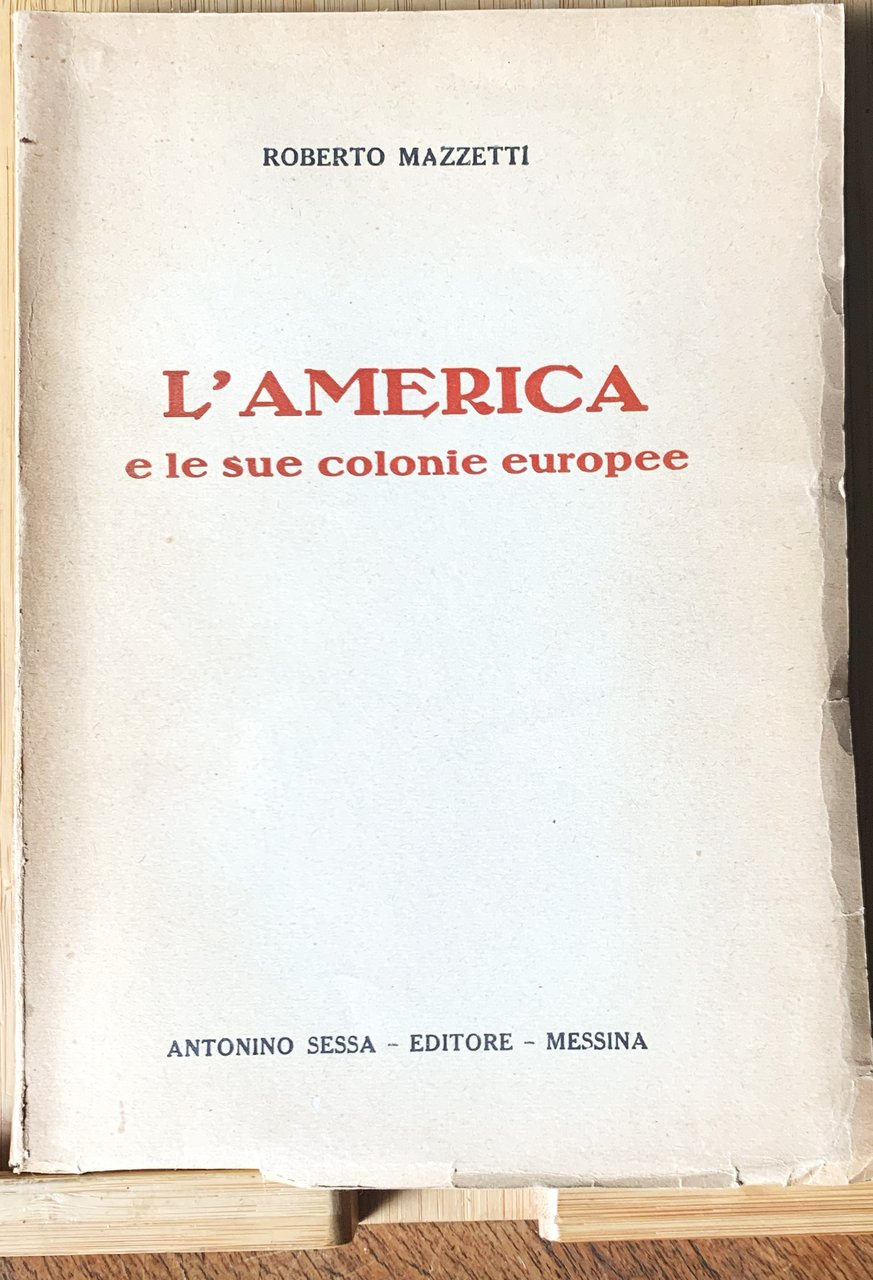 ROBERTO MAZZETTI
L'AMERICA
e le sue colonie europee
ANTONINO SESSA - EDITORE - MESSINA